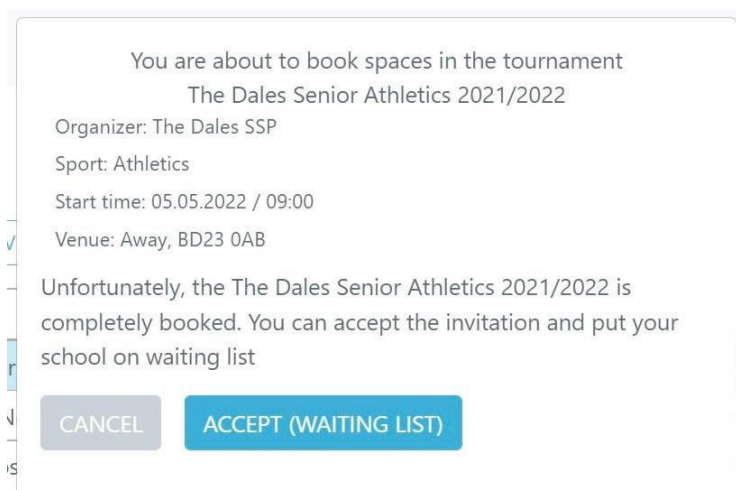 You are about to book spaces in the tournament
The Dales Senior Athletics 2021/2022
Organizer: The Dales SSP
Sport: Athletics
Start time: 05.05.2022 / 09:00
Venue: Away, BD23 0AB
Unfortunately, the The Dales Senior Athletics 2021/2022 is
completely booked. You can accept the invitation and put your
school on waiting list
CANCEL ACCEPT (WAITING LIST)